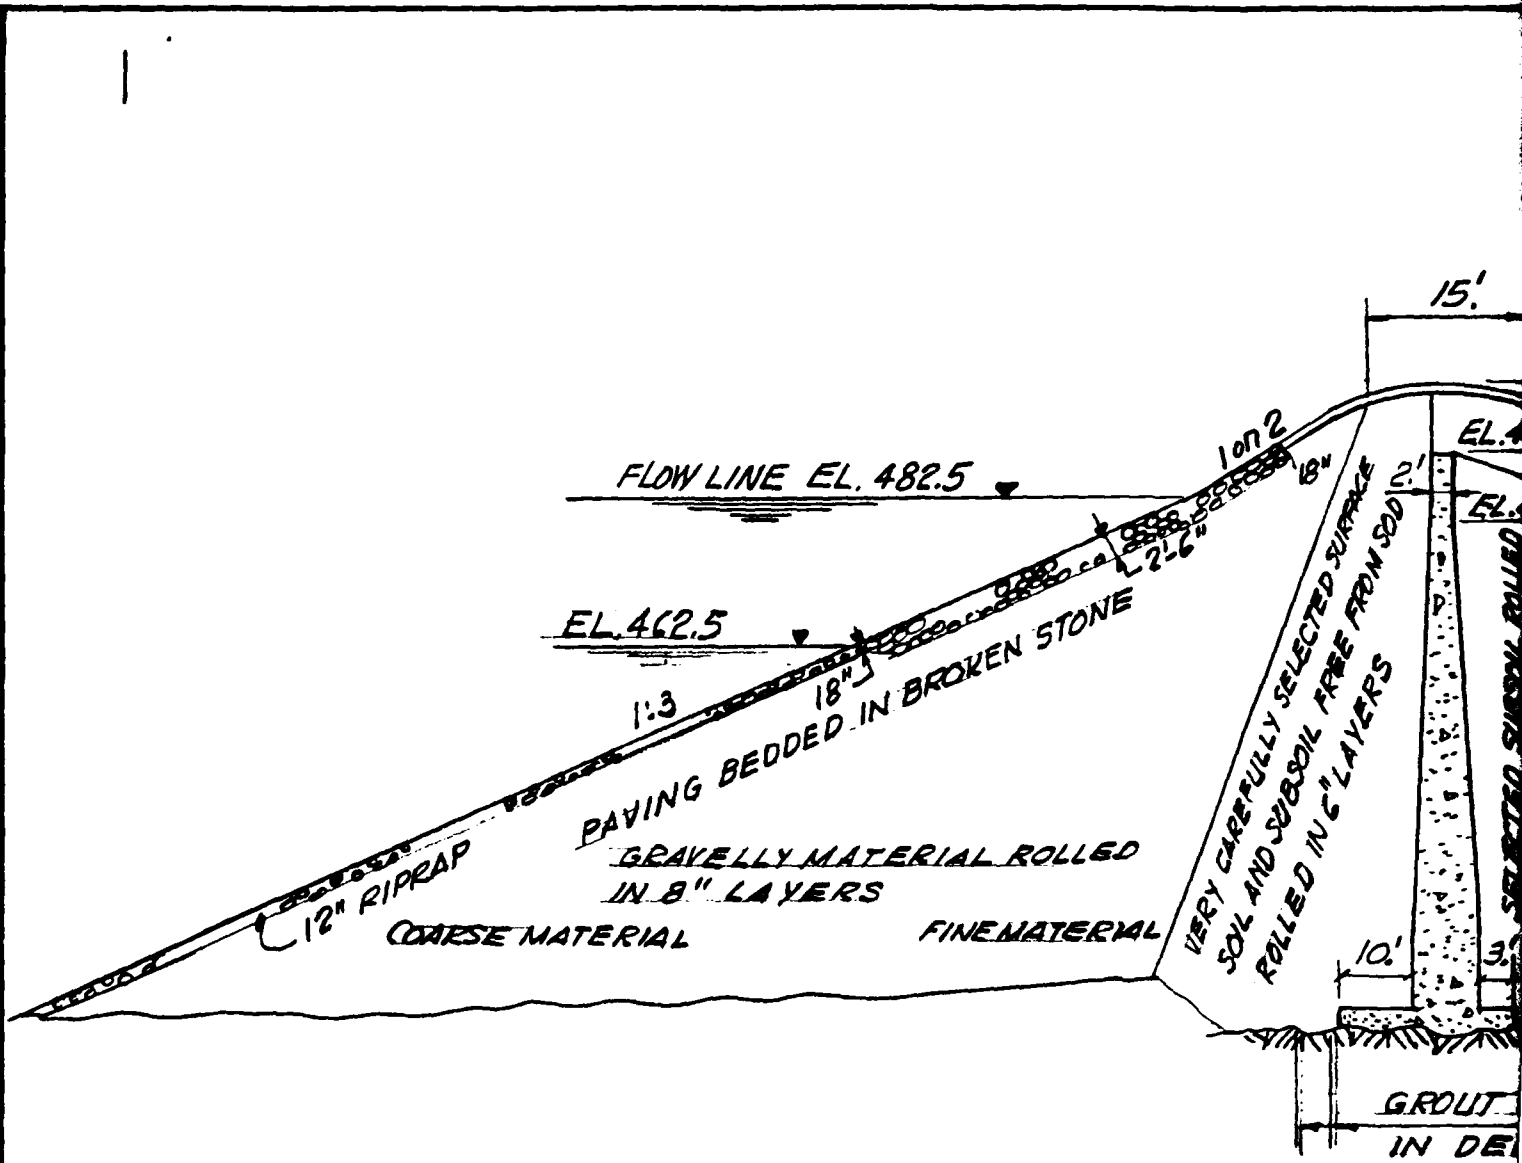 15'
1 on 2
EL. 4
FLOW LINE EL. 482.5
18"
2'
EL.
2'-6"
EL. 462.5
18"
1:3
PAVING BEDDED IN BROKEN STONE
12" RIPRAP
GRAVELLY MATERIAL ROLLED
IN 8" LAYERS
COARSE MATERIAL
FINE MATERIAL
VERY CAREFULLY SELECTED SURFACE
SOIL AND SUBSOIL FREE FROM SOD
ROLLED IN 6" LAYERS
SELECTED SUBSOIL ROLLED
10'
3'
GROUT
IN DE